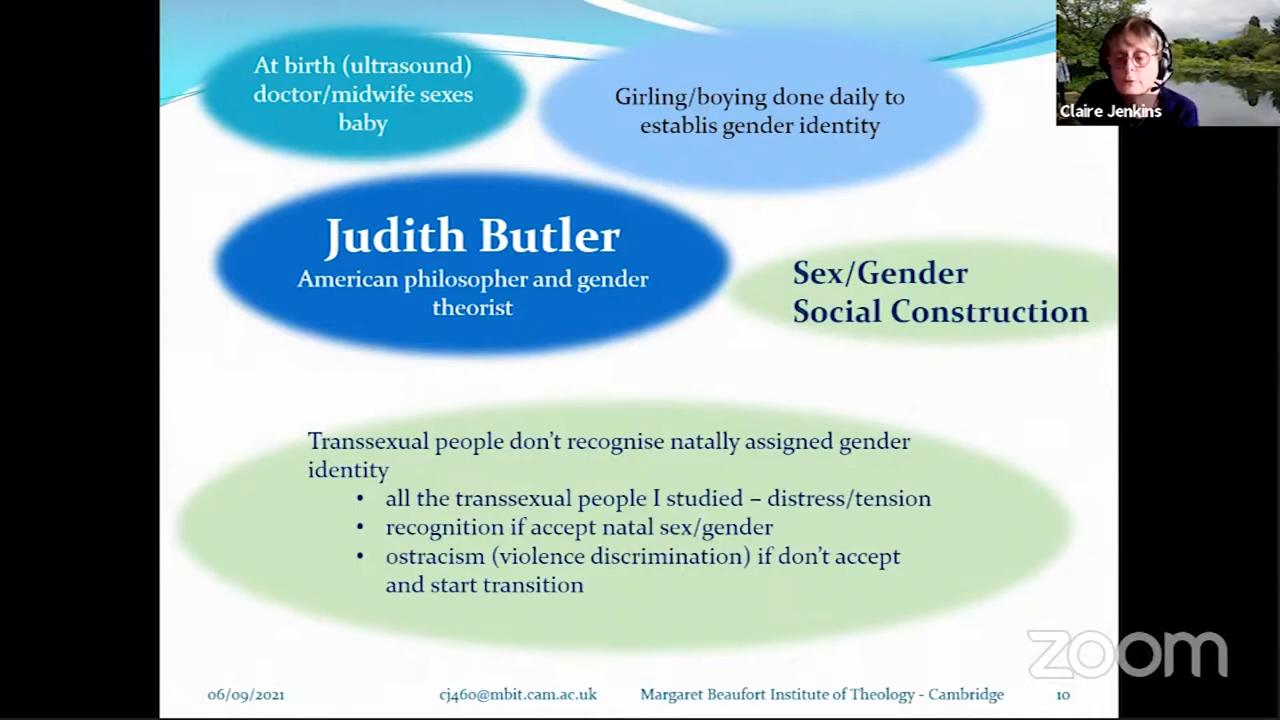 At birth (ultrasound)
doctor/midwife sexes
baby
Girling/boying done daily to
establis gender identity
Claire Jenkins
Judith Butler
American philosopher and gender
theorist
Sex/Gender
Social Construction
Transsexual people don't recognise natally assigned gender
identity
• all the transsexual people I studied – distress/tension
• recognition if accept natal sex/gender
• ostracism (violence discrimination) if don't accept
and start transition
zoom
06/09/2021 cj460@mbit.cam.ac.uk Margaret Beaufort Institute of Theology - Cambridge 10